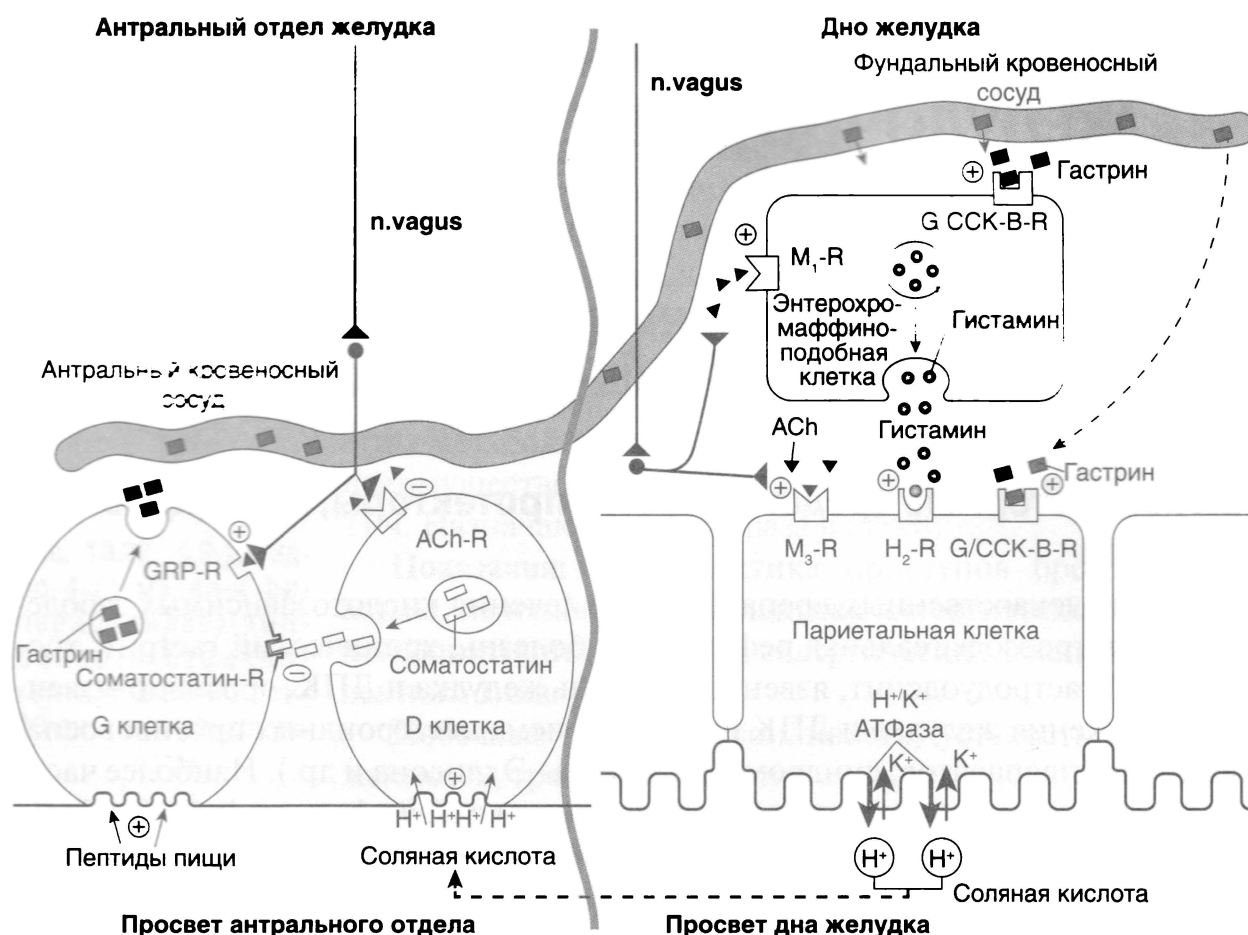 Антральный отдел желудка
Дно желудка
n.vagus
Фундальный кровеносный
сосуд
Гастрин
n.vagus
G CCK-B-R
M₁-R
Энтерохро-
маффино-
подобная
клетка
Гистамин
Антральный кровеносный
сосуд
ACh
Гистамин
Гастрин
ACh-R
GRP-R
M₃-R
H₂-R
G/CCK-B-R
Гастрин
Соматостатин-R
Соматостатин
Париетальная клетка
G клетка
D клетка
H⁺/K⁺
АТФаза
K⁺
K⁺
H⁺ H⁺ H⁺ H⁺
Пептиды пищи
Соляная кислота
H⁺
H⁺
Соляная кислота
Просвет антрального отдела
Просвет дна желудка